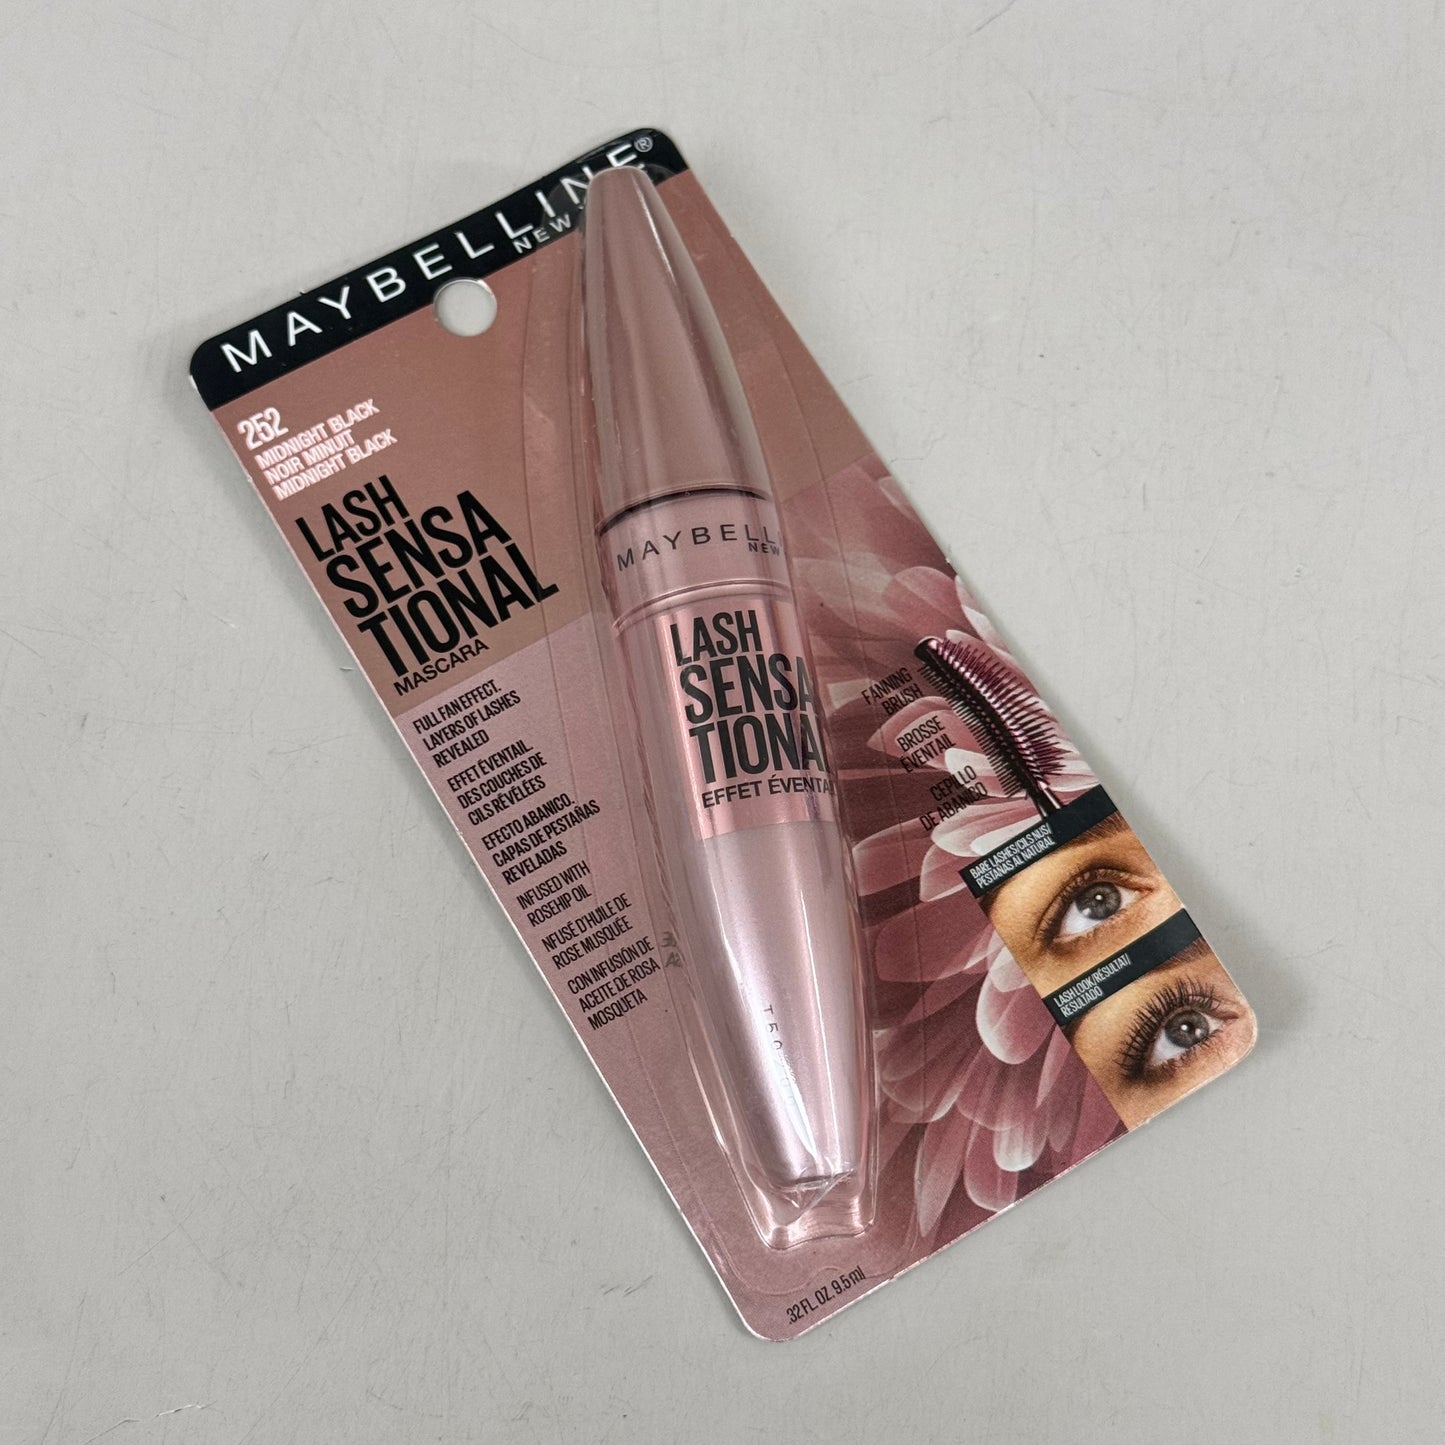 MAYBELLINE®
NEW
252
MIDNIGHT BLACK
NOIR MINUIT
MIDNIGHT BLACK
LASH
SENSA
TIONAL
MASCARA
FULL FAN EFFECT.
LAYERS OF LASHES
REVEALED
EFFET ÉVENTAIL.
DES COUCHES DE
CILS RÉVÉLÉES
EFECTO ABANICO.
CAPAS DE PESTAÑAS
REVELADAS
INFUSED WITH
ROSEHIP OIL
NFUSÉ D'HUILE DE
ROSE MUSQUÉE
CON INFUSIÓN DE
ACEITE DE ROSA
MOSQUETA
MAYBELL
NEW
LASH
SENSA
TIONAL
EFFET ÉVENTA
FANNING
BRUSH
BROSSE
ÉVENTAIL
CEPILLO
DE ABANICO
BARE LASHES/CILS NUS/
PESTAÑAS AL NATURAL
LASH LOOK/RÉSULTAT/
RESULTADO
.32 FL. OZ. 9.5 ml